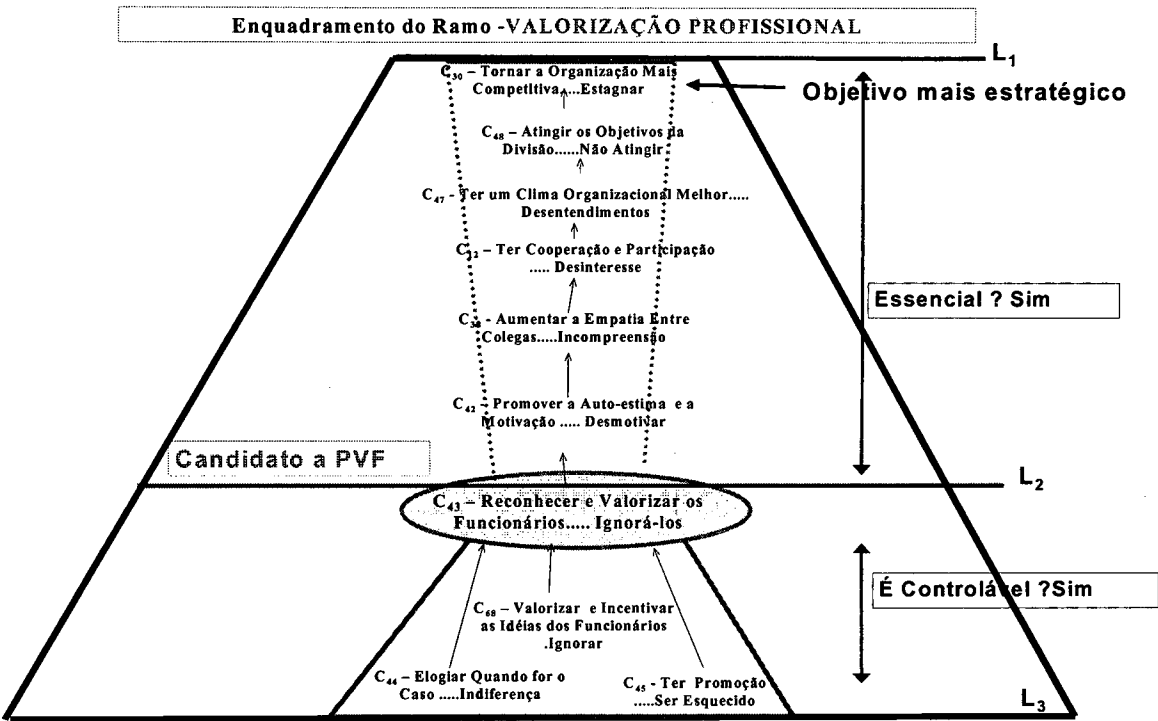 Enquadramento do Ramo -VALORIZAÇÃO PROFISSIONAL
L1
C30 – Tornar a Organização Mais
Competitiva.....Estagnar
Objetivo mais estratégico
C48 – Atingir os Objetivos da
Divisão......Não Atingir
C47 - Ter um Clima Organizacional Melhor.....
Desentendimentos
C12 – Ter Cooperação e Participação
..... Desinteresse
Essencial ? Sim
Aumentar a Empatia Entre
Colegas.....Incompreensão
C42 – Promover a Auto-estima e a
Motivação ..... Desmotivar
Candidato a PVF
L2
C43 – Reconhecer e Valorizar os
Funcionários..... Ignorá-los
É Controlável ?Sim
C68 – Valorizar e Incentivar
as Idéias dos Funcionários
.Ignorar
C44 – Elogiar Quando for o
Caso .....Indiferença
C45 - Ter Promoção
.....Ser Esquecido
L3